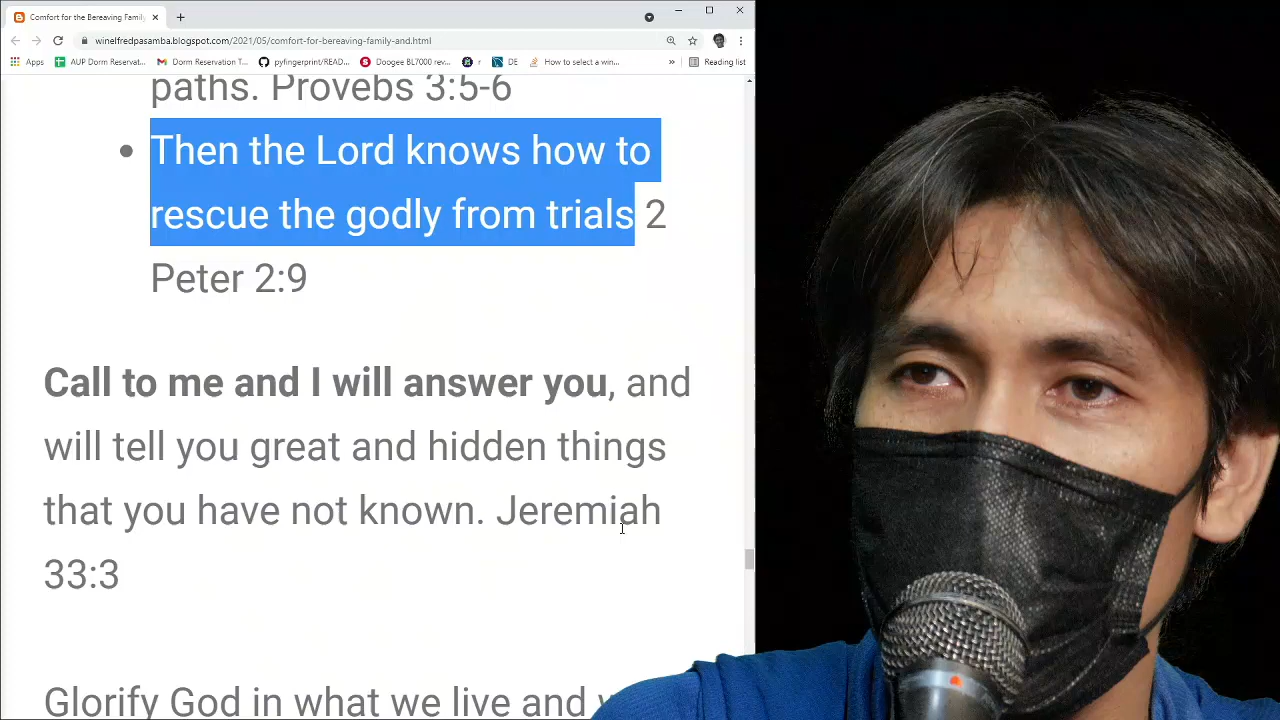 Comfort for the Bereaving Family
winelfredpasamba.blogspot.com/2021/05/comfort-for-bereaving-family-and.html
Apps AUP Dorm Reservat... Dorm Reservation T... pyfingerprint/READ... Doogee BL7000 rev... r DE How to select a win... » Reading list
paths. Provebs 3:5-6
• Then the Lord knows how to
rescue the godly from trials 2
Peter 2:9
Call to me and I will answer you, and
will tell you great and hidden things
that you have not known. Jeremiah
33:3
Glorify God in what we live and